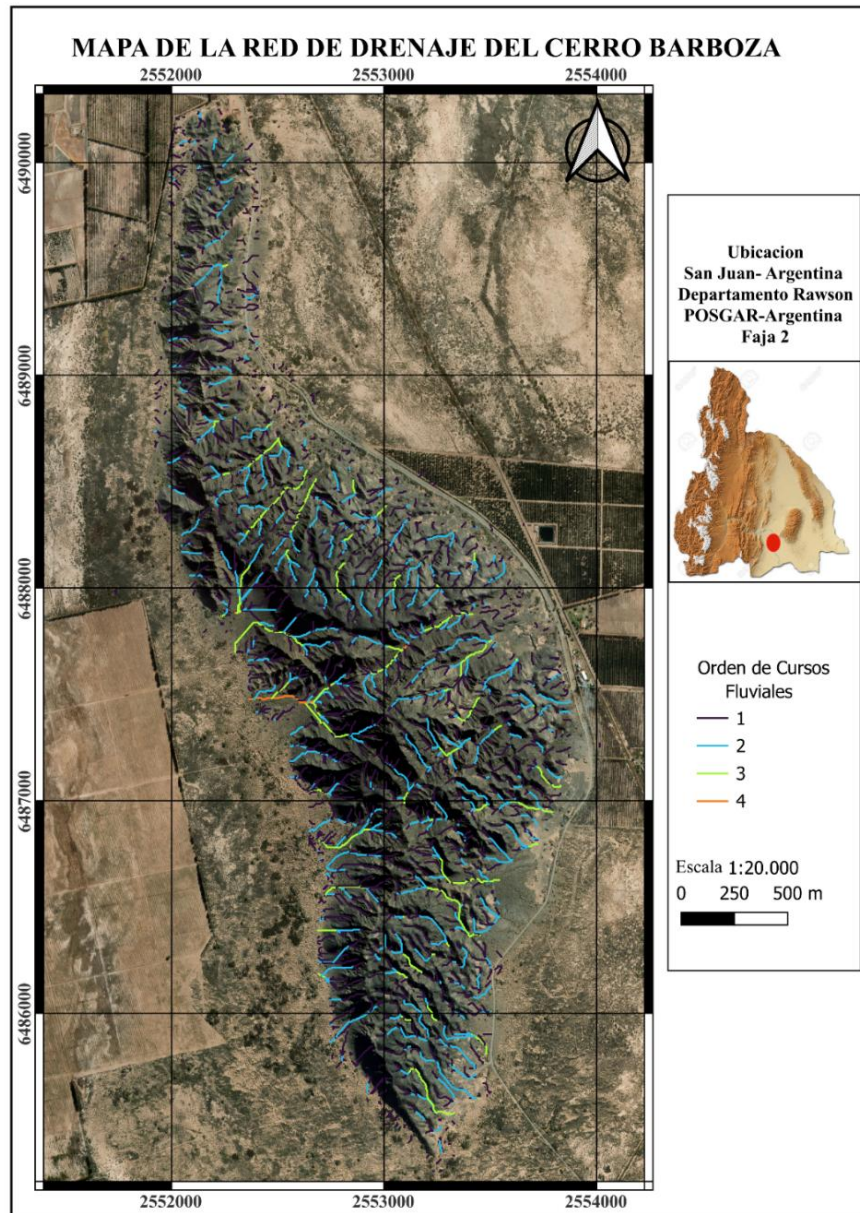 MAPA DE LA RED DE DRENAJE DEL CERRO BARBOZA
2552000 2553000 2554000
6490000
6489000
6488000
6487000
6486000
2552000 2553000 2554000
Ubicacion
San Juan- Argentina
Departamento Rawson
POSGAR-Argentina
Faja 2
Orden de Cursos
Fluviales
1
2
3
4
Escala 1:20.000
0 250 500 m